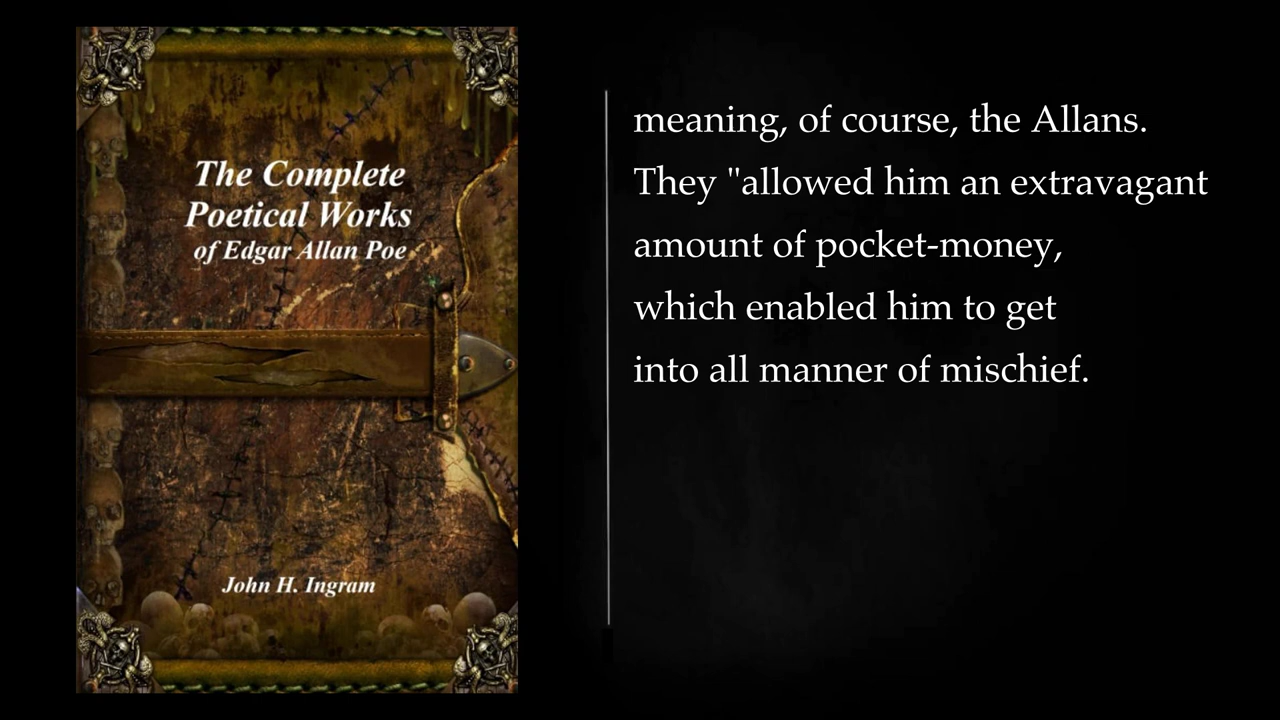 The Complete
Poetical Works
of Edgar Allan Poe
John H. Ingram
meaning, of course, the Allans.
They "allowed him an extravagant
amount of pocket-money,
which enabled him to get
into all manner of mischief.